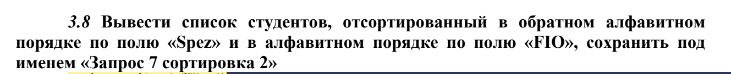 3.8 Вывести список студентов, отсортированный в обратном алфавитном
порядке по полю «Spez» и в алфавитном порядке по полю «FIO», сохранить под
именем «Запрос 7 сортировка 2»